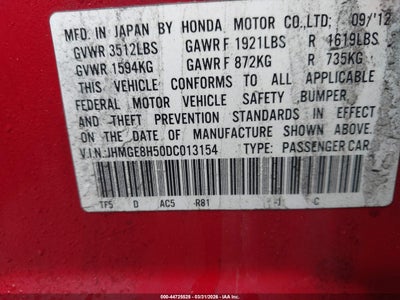 MFD. IN JAPAN BY HONDA MOTOR CO.,LTD: 09/'12
GVWR 3512LBS GAWR F 1921LBS R 1619LBS
GVWR 1594KG GAWR F 872KG R 735KG
THIS VEHICLE CONFORMS TO ALL APPLICABLE
FEDERAL MOTOR VEHICLE SAFETY ,BUMPER,
AND THEFT PREVENTION STANDARDS IN EFFECT
ON THE DATE OF MANUFACTURE SHOWN ABOVE.
V.I.N.:JHMGE8H50DC013154 TYPE: PASSENGER CAR
TF5 D AC5 R81 -1 C
000-44725525 | 03/31/2026 — IAA Inc.